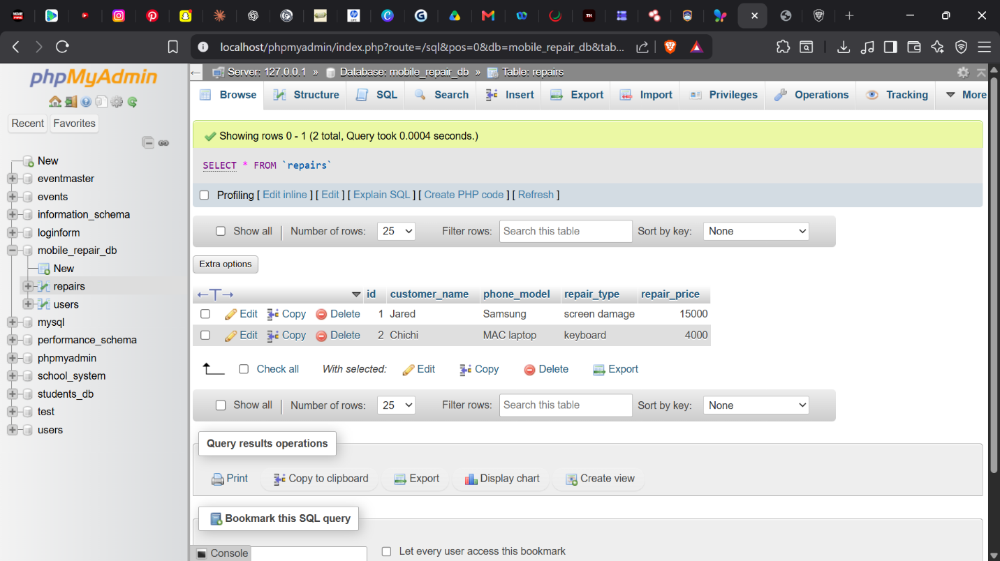 localhost/phpmyadmin/index.php?route=/sql&pos=0&db=mobile_repair_db&tab...
phpMyAdmin
Recent Favorites
New
eventmaster
events
information_schema
loginform
mobile_repair_db
New
repairs
users
mysql
performance_schema
phpmyadmin
school_system
students_db
test
users
Server: 127.0.0.1 » Database: mobile_repair_db » Table: repairs
Browse Structure SQL Search Insert Export Import Privileges Operations Tracking More
Showing rows 0 - 1 (2 total, Query took 0.0004 seconds.)
SELECT * FROM `repairs`
Profiling [ Edit inline ] [ Edit ] [ Explain SQL ] [ Create PHP code ] [ Refresh ]
Show all | Number of rows: 25 Filter rows: Search this table Sort by key: None
Extra options
←T→ id customer_name phone_model repair_type repair_price
Edit Copy Delete 1 Jared Samsung screen damage 15000
Edit Copy Delete 2 Chichi MAC laptop keyboard 4000
Check all With selected: Edit Copy Delete Export
Show all | Number of rows: 25 Filter rows: Search this table Sort by key: None
Query results operations
Print Copy to clipboard Export Display chart Create view
Bookmark this SQL query
Console Let every user access this bookmark